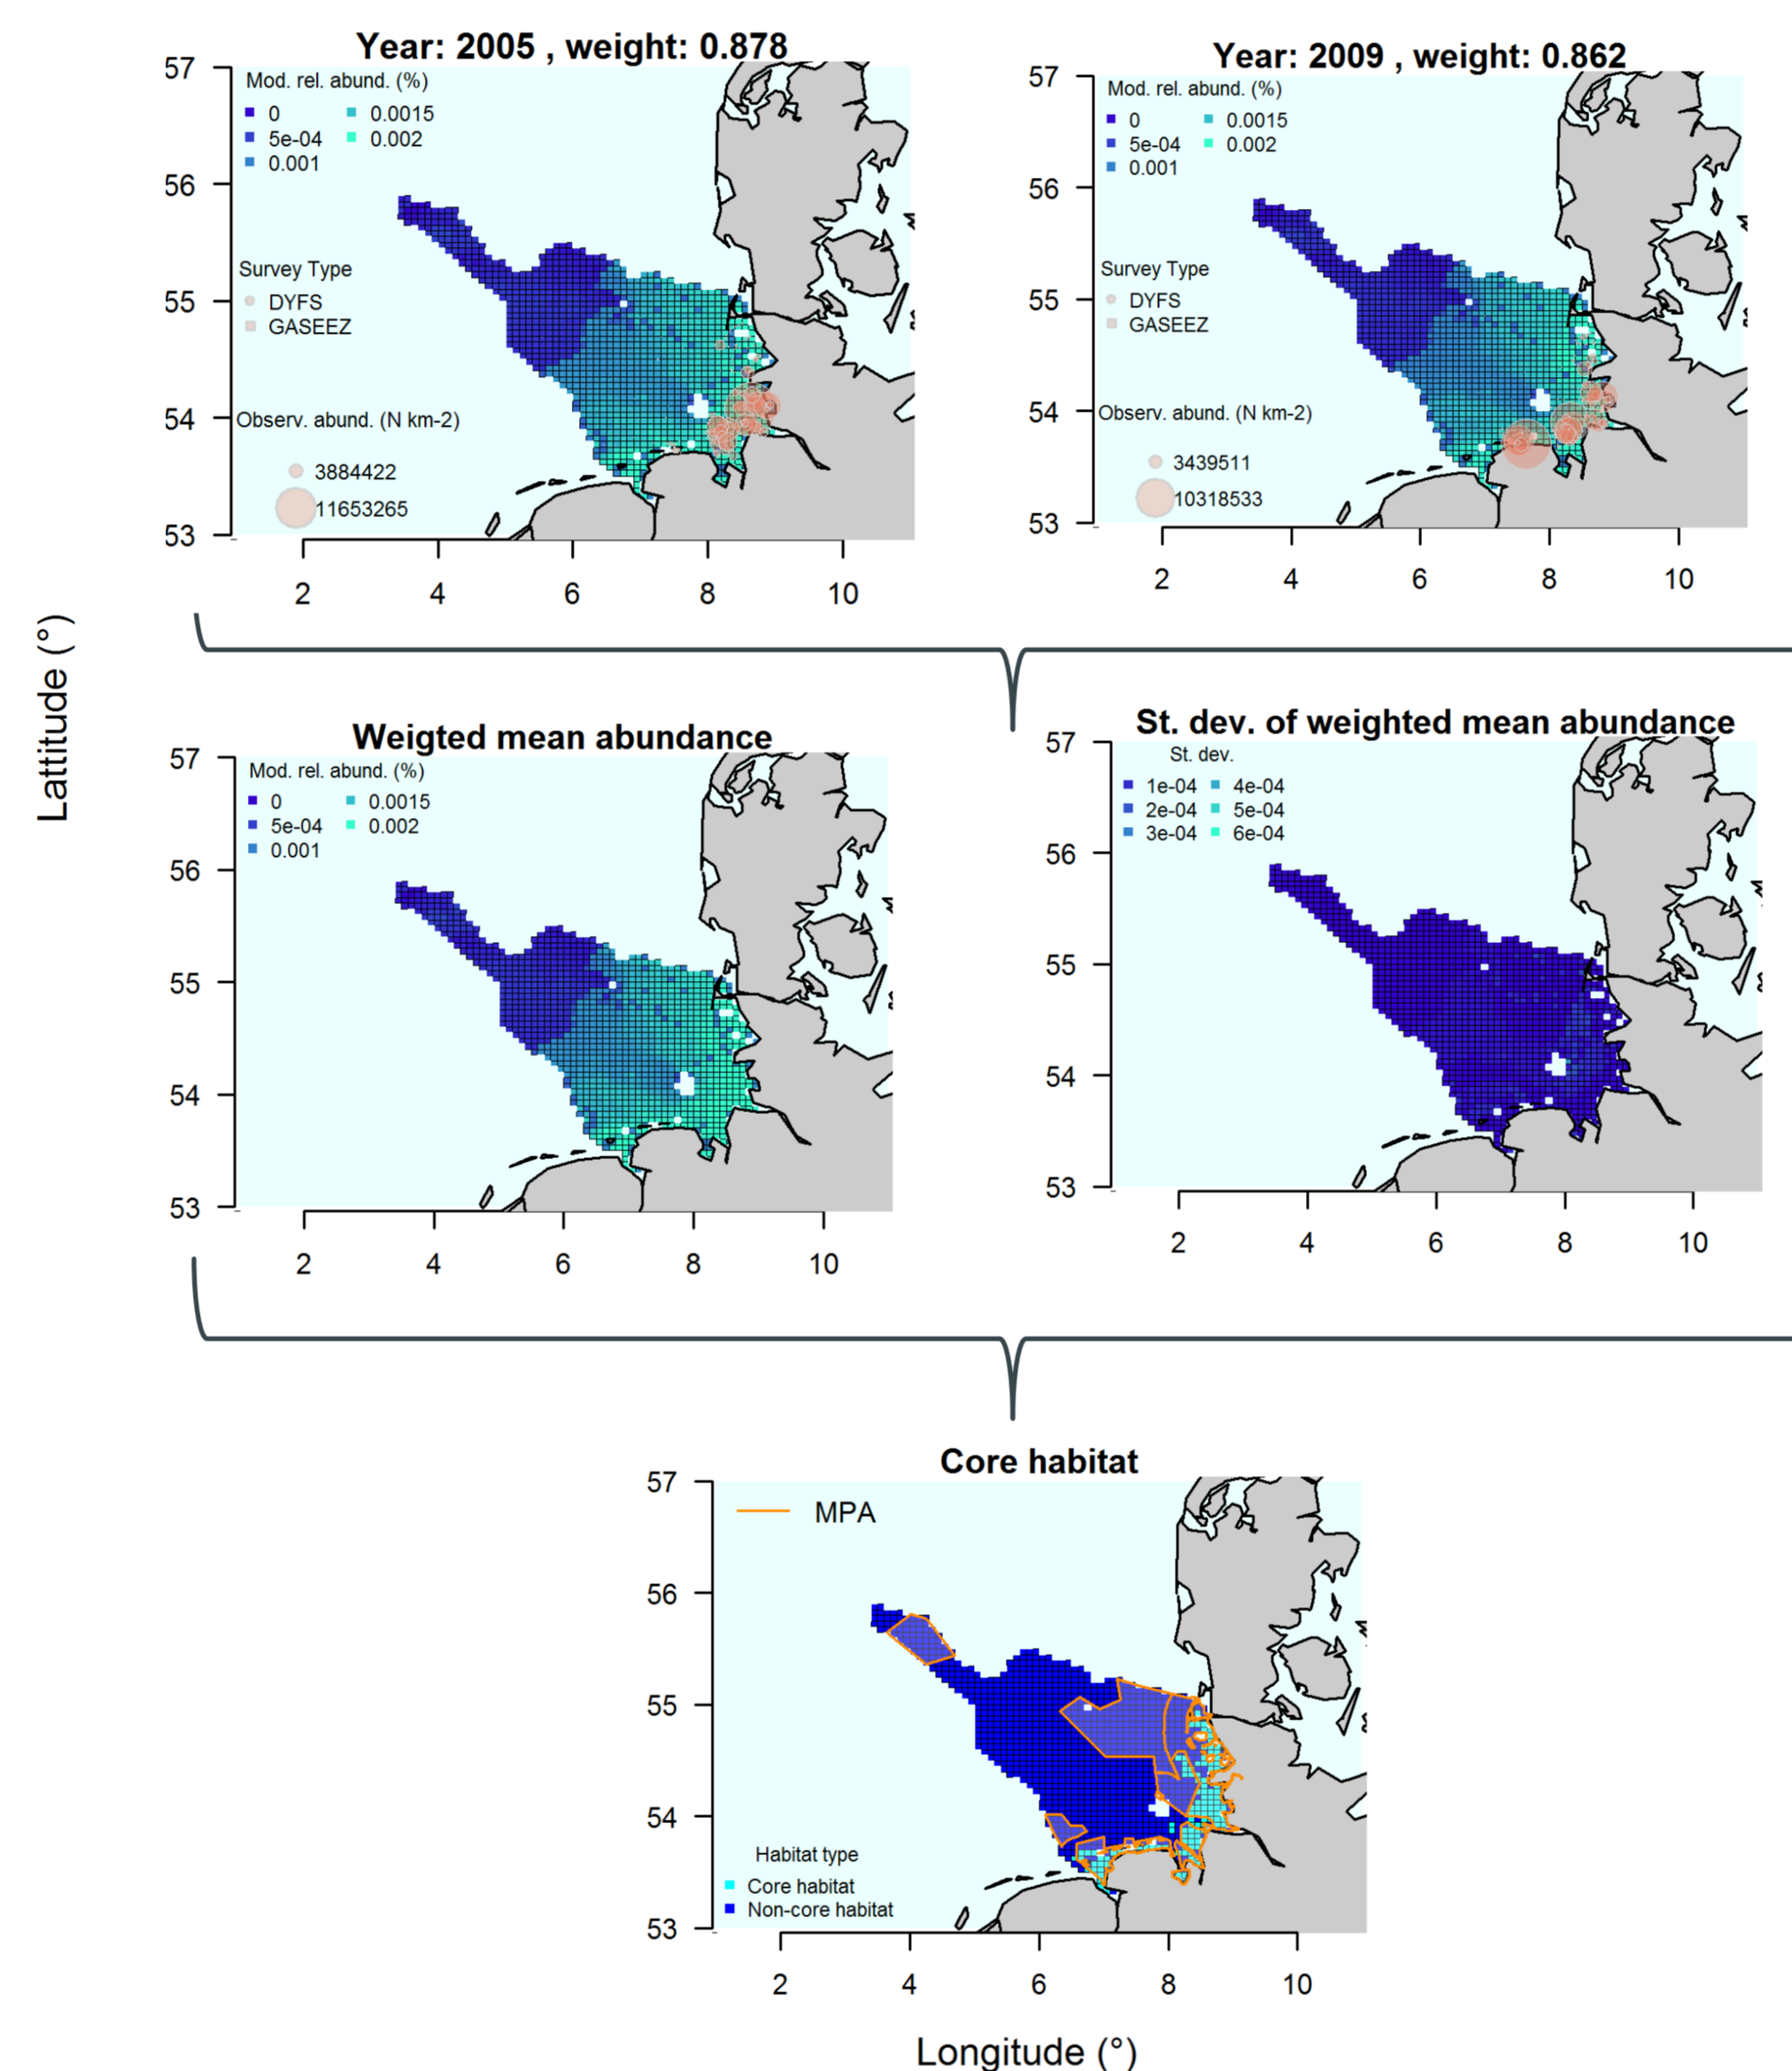 Year: 2005 , weight: 0.878
57
56
55
54
53
Mod. rel. abund. (%)
0 0.0015
5e-04 0.002
0.001
Survey Type
DYFS
GASEEZ
Observ. abund. (N km-2)
3884422
11653265
2 4 6 8 10
Year: 2009 , weight: 0.862
57
56
55
54
53
Mod. rel. abund. (%)
0 0.0015
5e-04 0.002
0.001
Survey Type
DYFS
GASEEZ
Observ. abund. (N km-2)
3439511
10318533
2 4 6 8 10
Lattitude (°)
Weigted mean abundance
57
56
55
54
53
Mod. rel. abund. (%)
0 0.0015
5e-04 0.002
0.001
2 4 6 8 10
St. dev. of weighted mean abundance
57
56
55
54
53
St. dev.
1e-04 4e-04
2e-04 5e-04
3e-04 6e-04
2 4 6 8 10
Core habitat
57
56
55
54
53
MPA
Habitat type
Core habitat
Non-core habitat
2 4 6 8 10
Longitude (°)